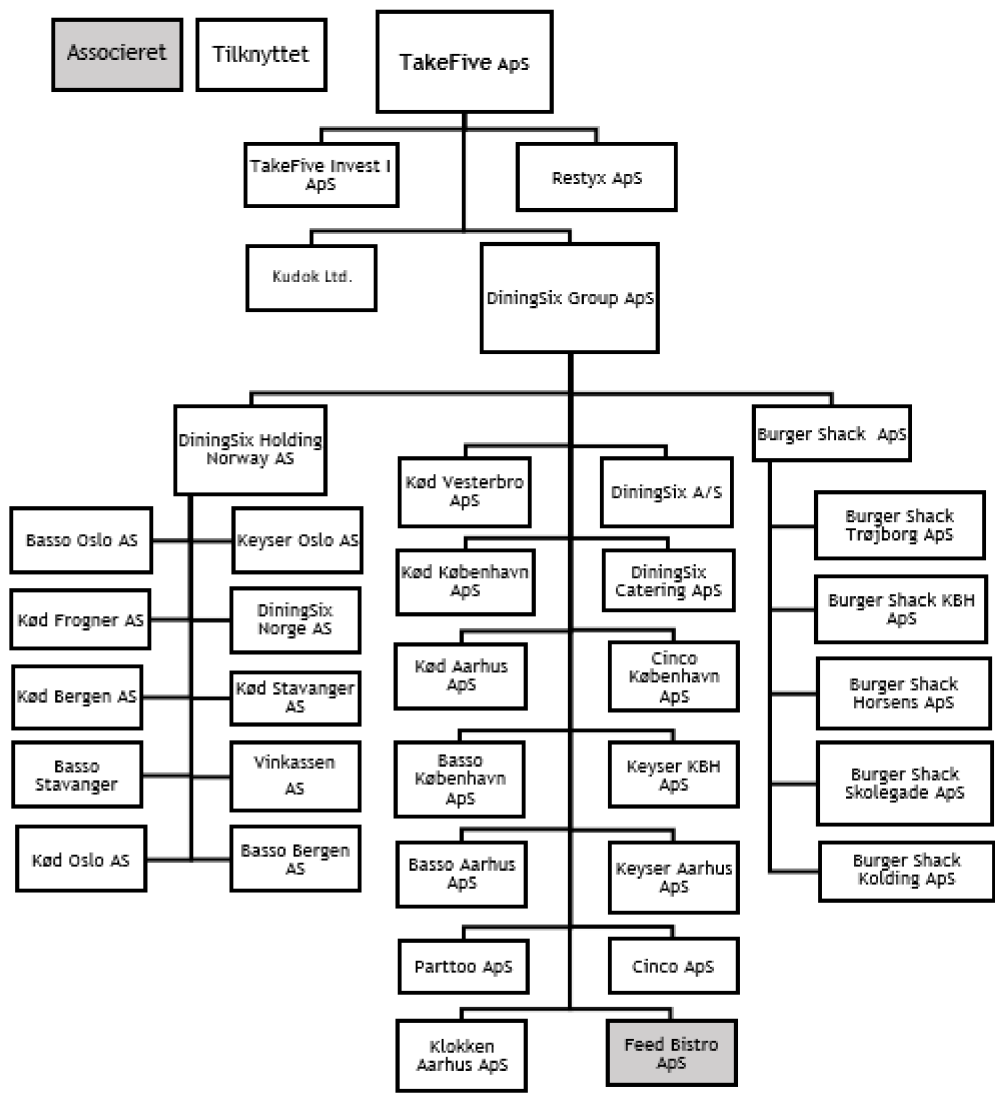 Associeret
Tilknyttet
TakeFive ApS
TakeFive Invest I
ApS
Restyx ApS
Kudok Ltd.
DiningSix Group ApS
DiningSix Holding
Norway AS
Burger Shack ApS
Basso Oslo AS
Keyser Oslo AS
Kød Frogner AS
DiningSix
Norge AS
Kød Bergen AS
Kød Stavanger
AS
Basso
Stavanger
Vinkassen
AS
Kød Oslo AS
Basso Bergen
AS
Kød Vesterbro
ApS
DiningSix A/S
Kød København
ApS
DiningSix
Catering ApS
Kød Aarhus
ApS
Cinco
København
ApS
Basso
København
ApS
Keyser KBH
ApS
Basso Aarhus
ApS
Keyser Aarhus
ApS
Parttoo ApS
Cinco ApS
Klokken
Aarhus ApS
Feed Bistro
ApS
Burger Shack
Trøjborg ApS
Burger Shack KBH
ApS
Burger Shack
Horsens ApS
Burger Shack
Skolegade ApS
Burger Shack
Kolding ApS